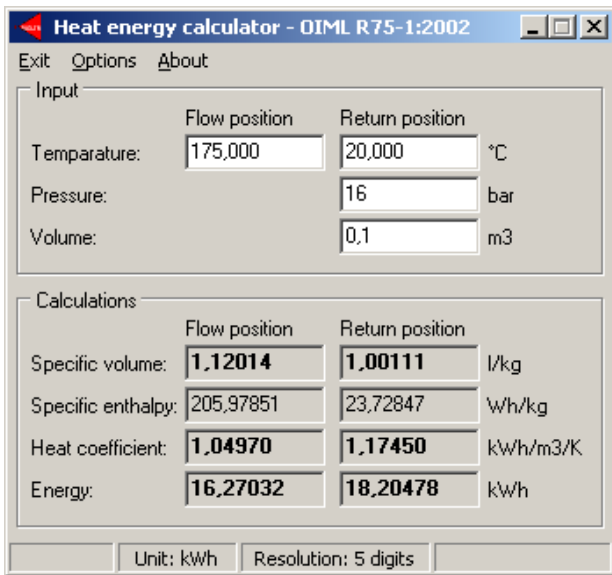 Heat energy calculator - OIML R75-1:2002
Exit Options About
Input
Flow position Return position
Temparature: 175,000 20,000 °C
Pressure: 16 bar
Volume: 0,1 m3
Calculations
Flow position Return position
Specific volume: 1,12014 1,00111 l/kg
Specific enthalpy: 205,97851 23,72847 Wh/kg
Heat coefficient: 1,04970 1,17450 kWh/m3/K
Energy: 16,27032 18,20478 kWh
Unit: kWh Resolution: 5 digits